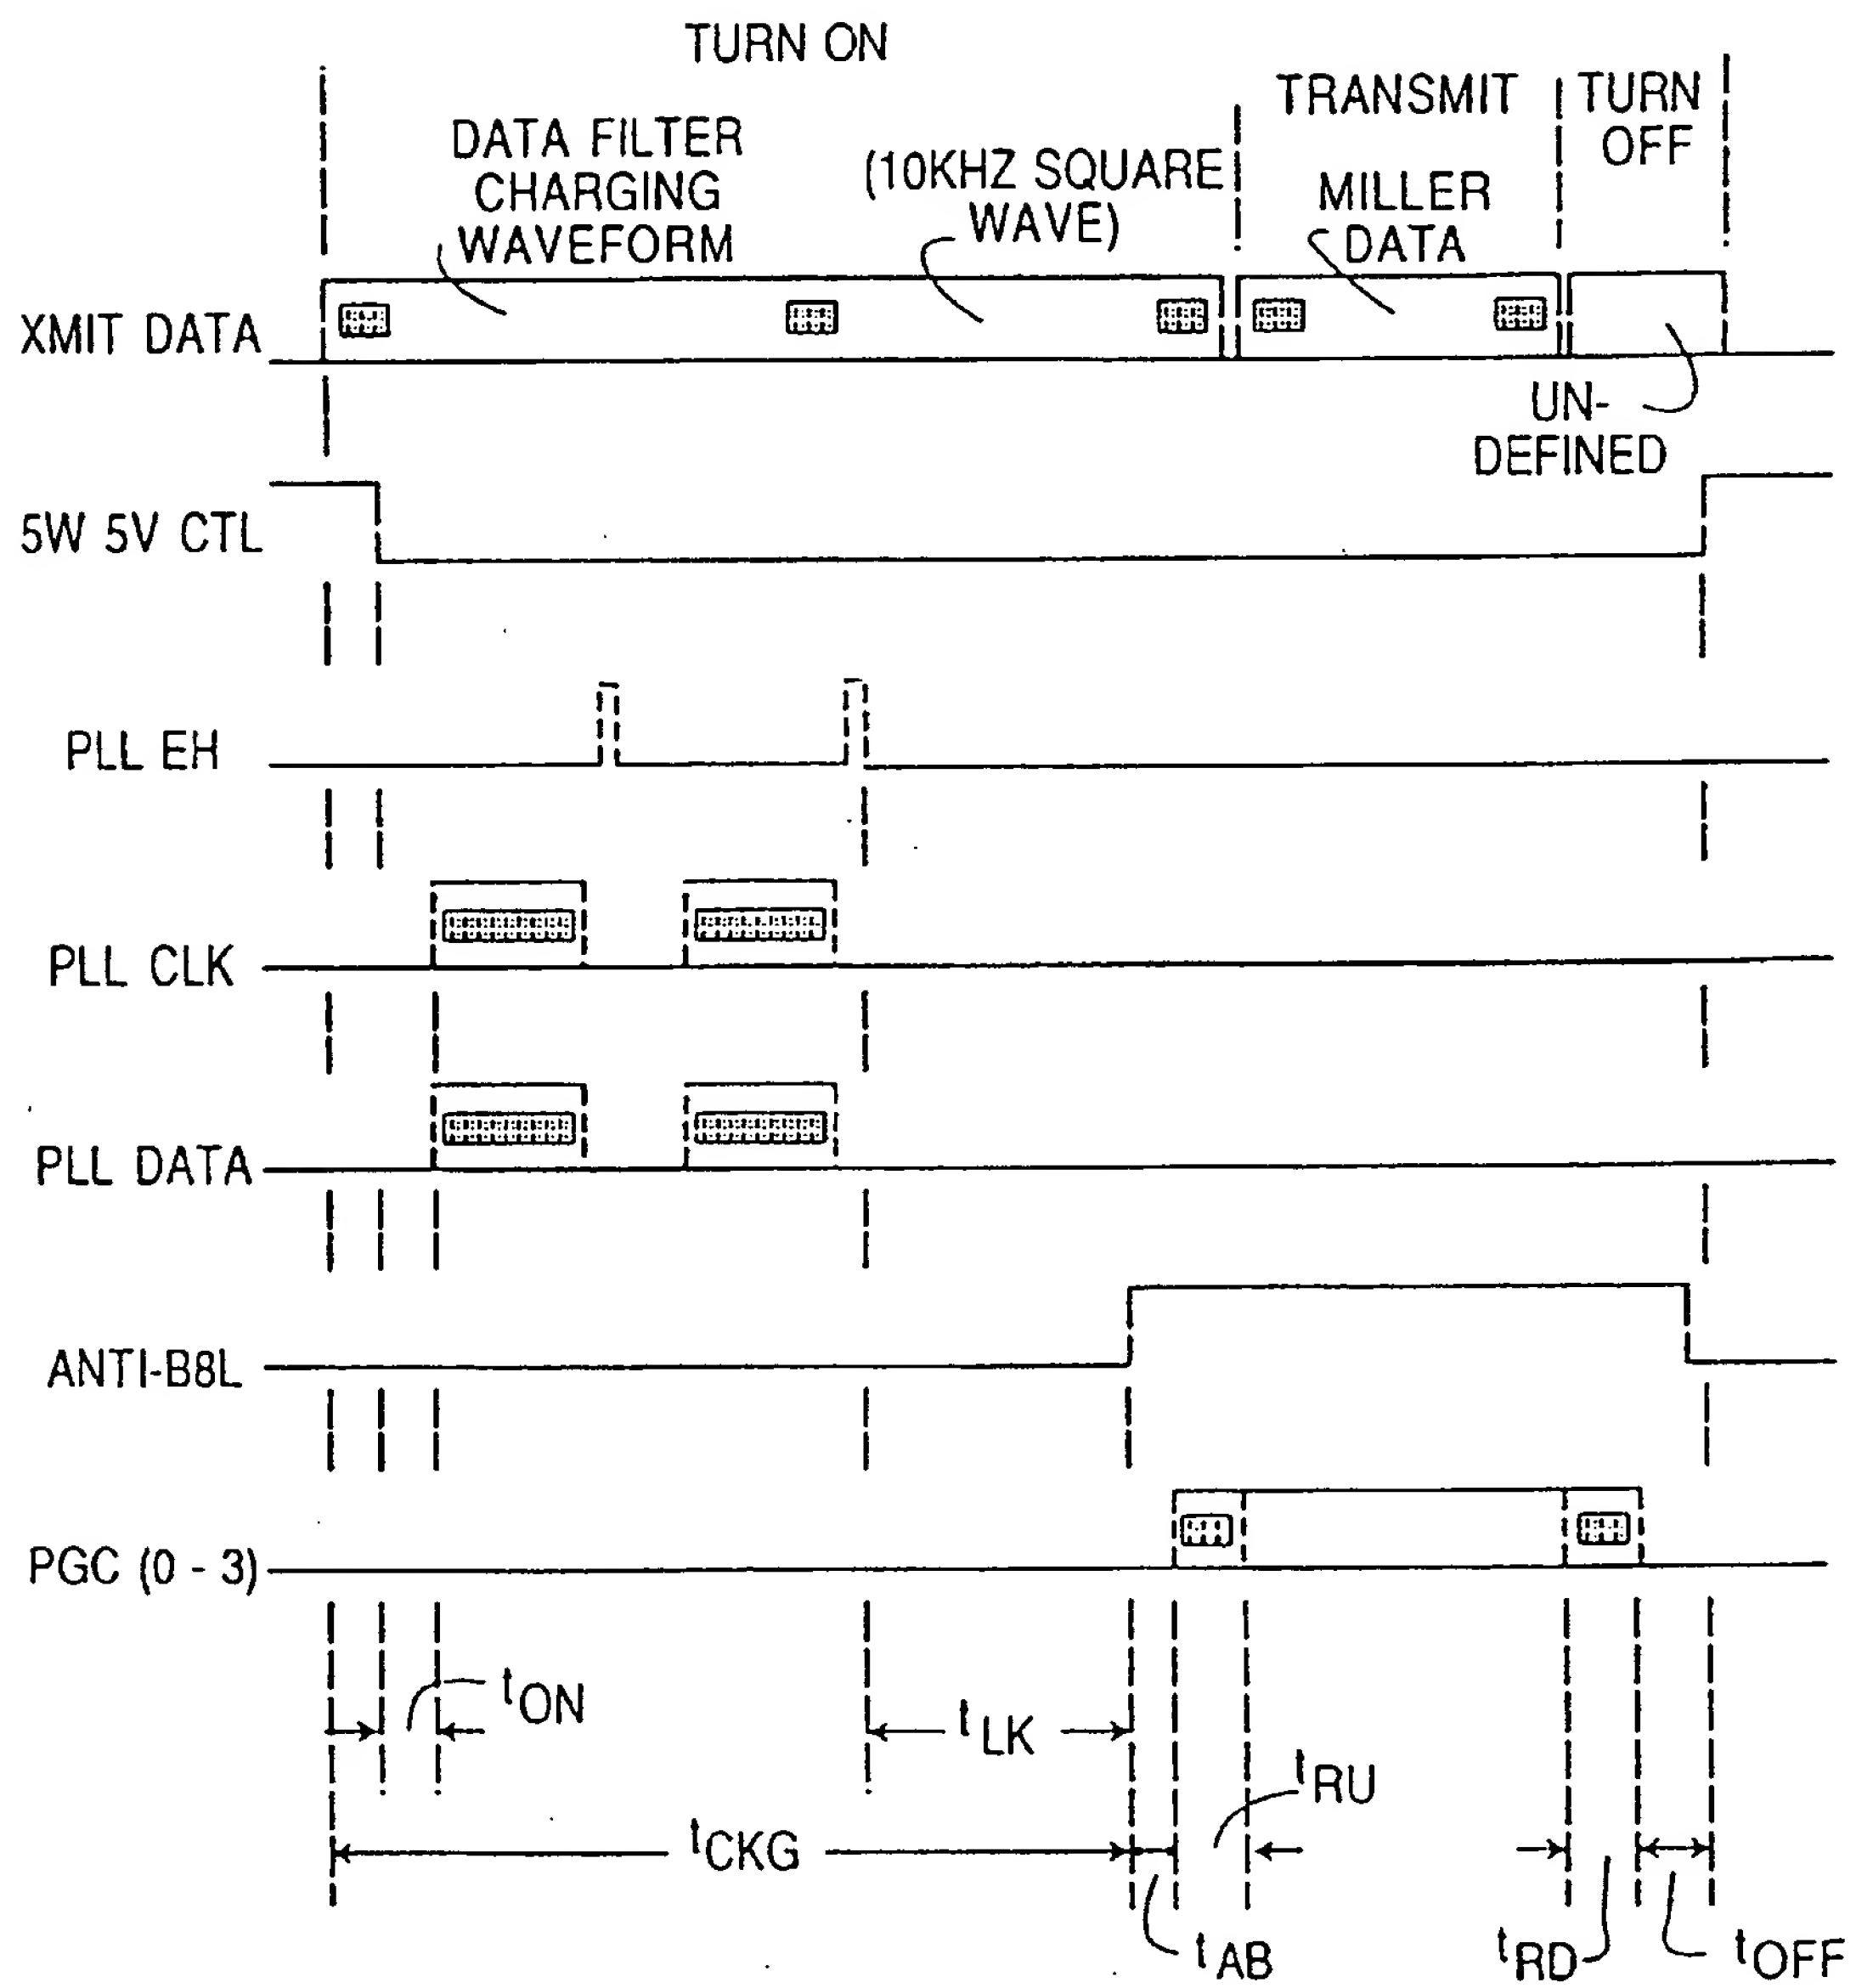 TURN ON
TRANSMIT
TURN
OFF
DATA FILTER
CHARGING
WAVEFORM
(10KHZ SQUARE
WAVE)
MILLER
DATA
XMIT DATA
UN-
DEFINED
5W 5V CTL
PLL EH
PLL CLK
PLL DATA
ANTI-B8L
PGC (0 - 3)
tON
tLK
tRU
tCKG
tAB
tRD
tOFF